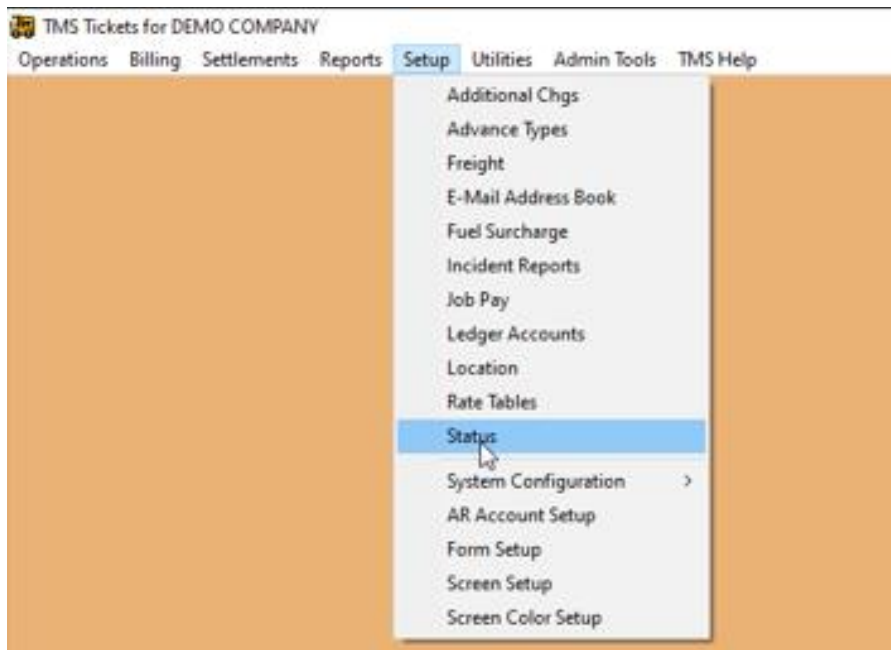 TMS Tickets for DEMO COMPANY
Operations Billing Settlements Reports Setup Utilities Admin Tools TMS Help
Additional Chgs
Advance Types
Freight
E-Mail Address Book
Fuel Surcharge
Incident Reports
Job Pay
Ledger Accounts
Location
Rate Tables
Status
System Configuration
AR Account Setup
Form Setup
Screen Setup
Screen Color Setup